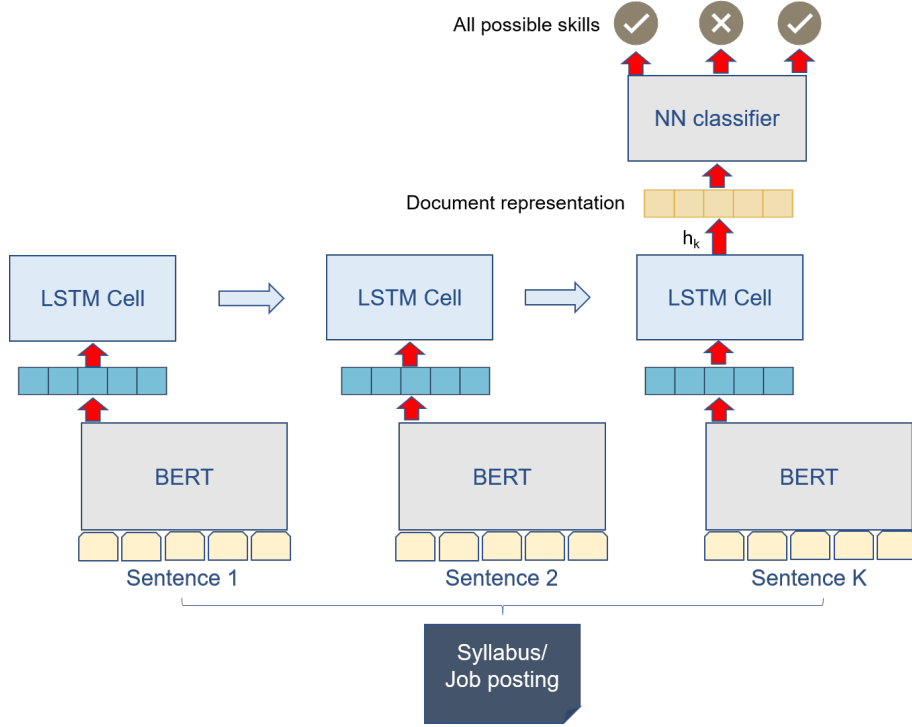 All possible skills
NN classifier
Document representation
hₖ
LSTM Cell
LSTM Cell
LSTM Cell
BERT
BERT
BERT
Sentence 1
Sentence 2
Sentence K
Syllabus/
Job posting